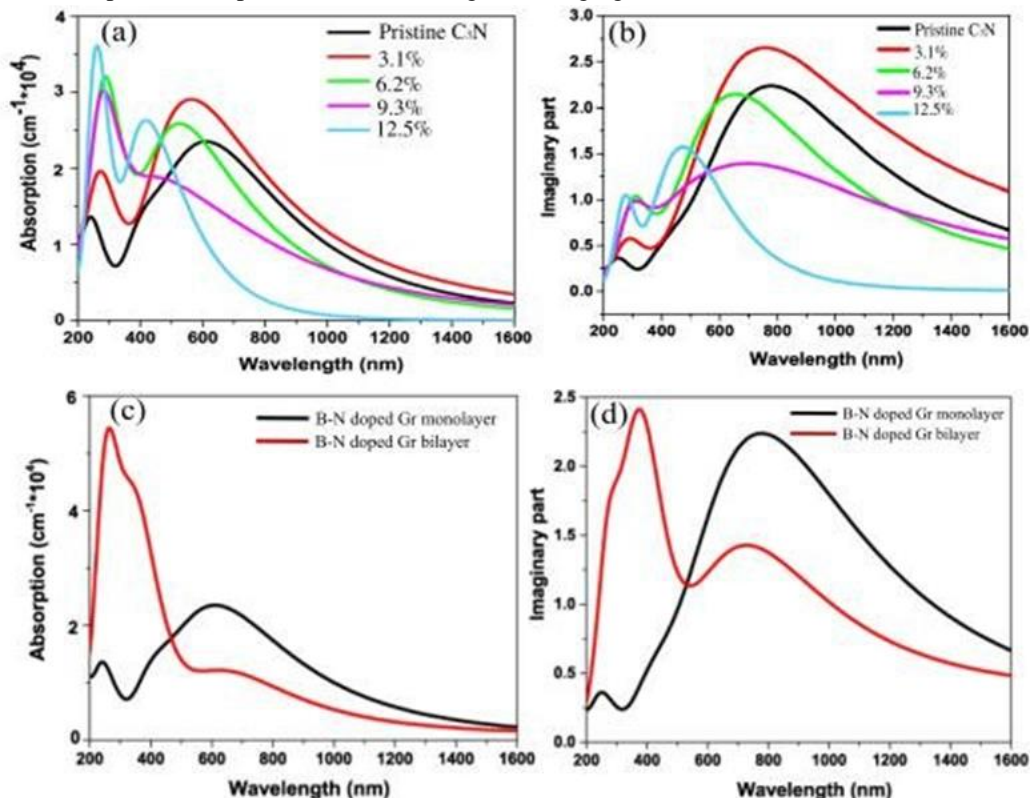 (a)
Pristine C₃N
3.1%
6.2%
9.3%
12.5%
Absorption (cm⁻¹*10⁴)
4
3
2
1
0
200 400 600 800 1000 1200 1400 1600
Wavelength (nm)
(b)
Pristine C₃N
3.1%
6.2%
9.3%
12.5%
Imaginary part
3.0
2.5
2.0
1.5
1.0
0.5
0.0
200 400 600 800 1000 1200 1400 1600
Wavelength (nm)
(c)
B-N doped Gr monolayer
B-N doped Gr bilayer
Absorption (cm⁻¹*10⁴)
6
4
2
0
200 400 600 800 1000 1200 1400 1600
Wavelength (nm)
(d)
B-N doped Gr monolayer
B-N doped Gr bilayer
Imaginary part
2.5
2.0
1.5
1.0
0.5
0.0
200 400 600 800 1000 1200 1400 1600
Wavelength (nm)